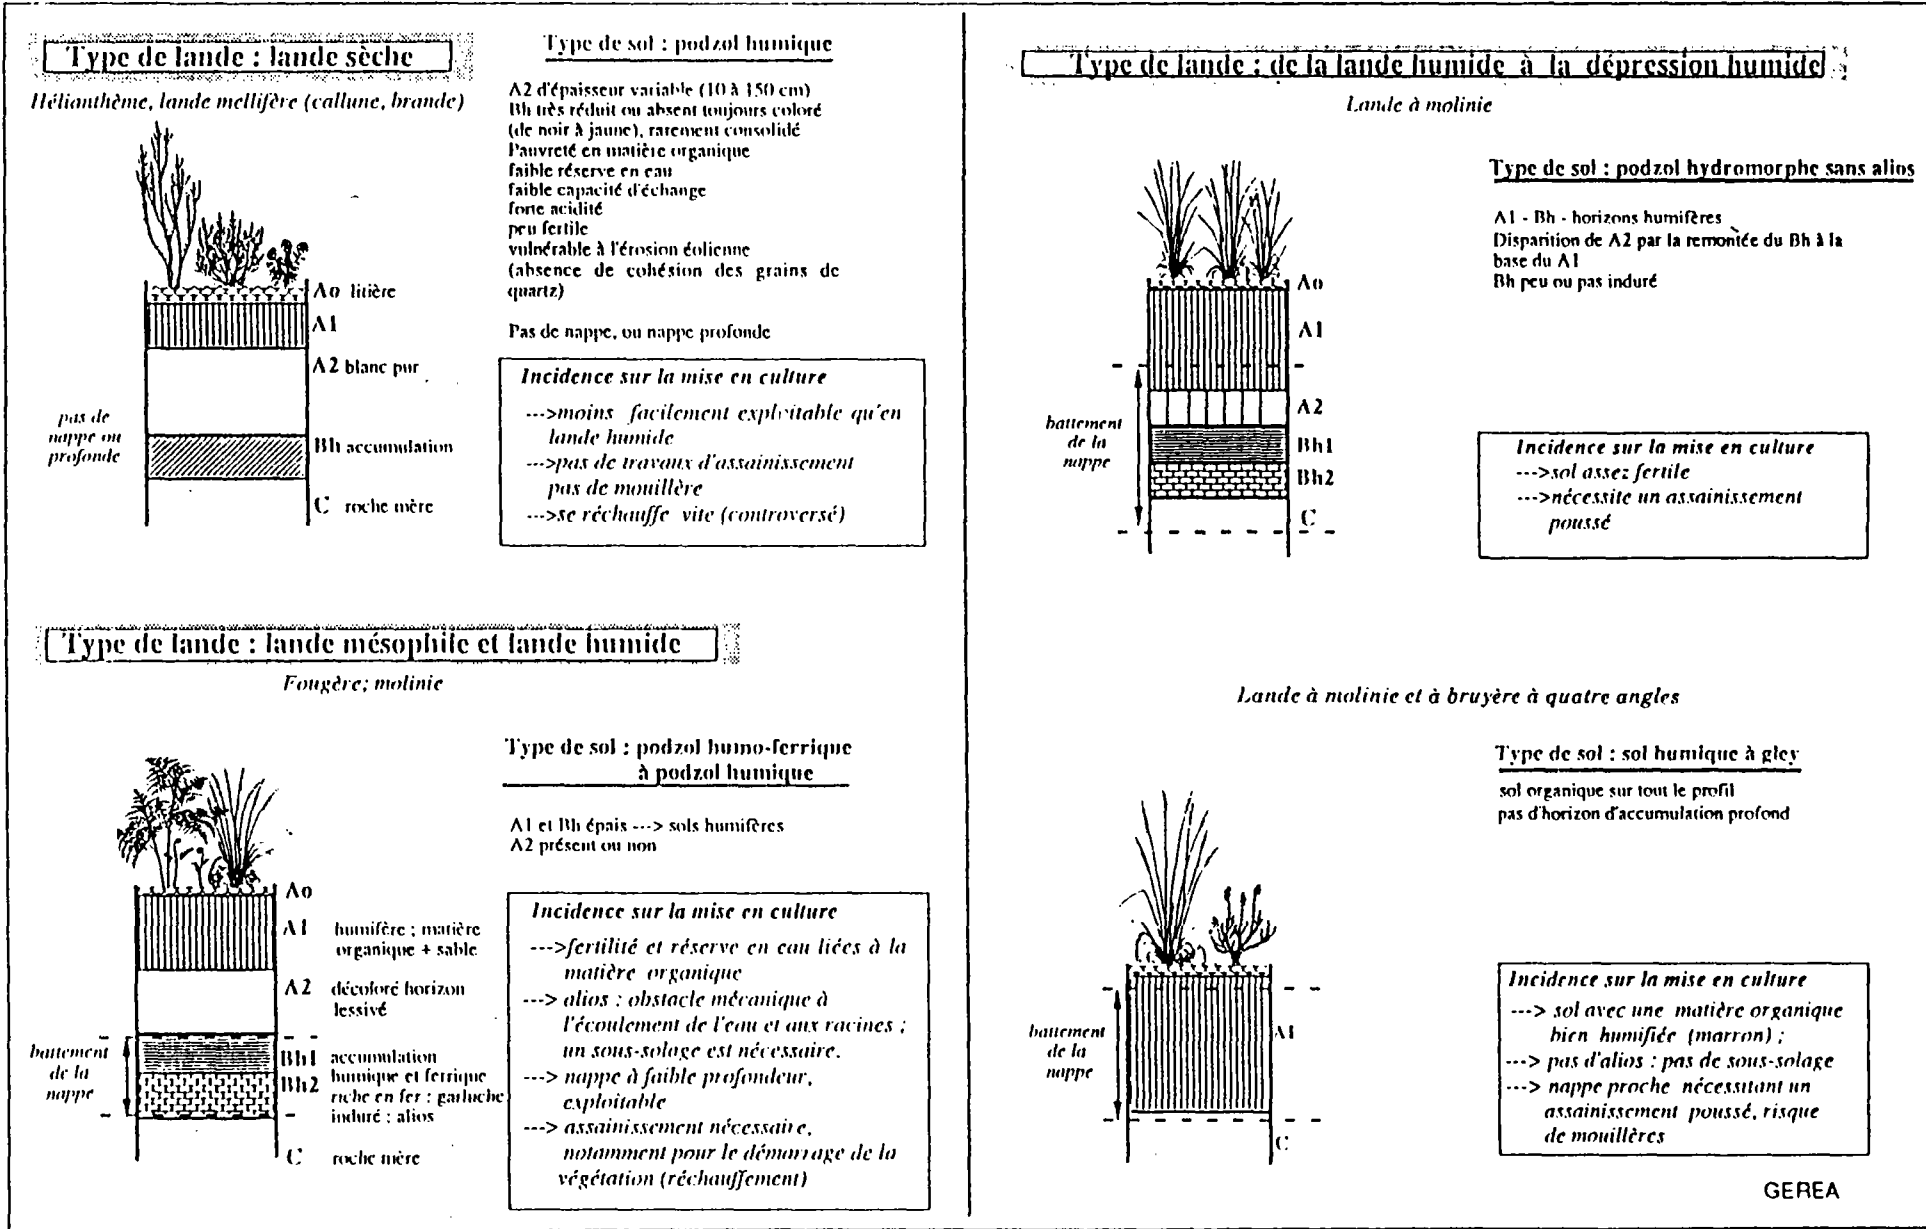 Type de lande : lande sèche
Hélianthème, lande mellifère (callune, brande)
Type de sol : podzol humique
A2 d'épaisseur variable (10 à 150 cm)
Bh très réduit ou absent toujours coloré
(de noir à jaune), rarement consolidé
Pauvreté en matière organique
faible réserve en eau
faible capacité d'échange
forte acidité
peu fertile
vulnérable à l'érosion éolienne
(absence de cohésion des grains de
quartz)
Pas de nappe, ou nappe profonde
Ao litière
A1
A2 blanc pur
Bh accumulation
C roche mère
pas de
nappe ou
profonde
Incidence sur la mise en culture
--->moins facilement exploitable qu'en
lande humide
--->pas de travaux d'assainissement
pas de mouillère
--->se réchauffe vite (controversé)
Type de lande : lande mésophile et lande humide
Fougère; molinie
Type de sol : podzol humo-ferrique
à podzol humique
A1 et Bh épais ---> sols humifères
A2 présent ou non
Ao
A1 humifère ; matière
organique + sable
A2 décoloré horizon
lessivé
Bh1 accumulation
Bh2 humique et ferrique
riche en fer : garluche
induré : alios
C roche mère
battement
de la
nappe
Incidence sur la mise en culture
--->fertilité et réserve en eau liées à la
matière organique
---> alios : obstacle mécanique à
l'écoulement de l'eau et aux racines ;
un sous-solage est nécessaire.
---> nappe à faible profondeur,
exploitable
---> assainissement nécessaire,
notamment pour le démarrage de la
végétation (réchauffement)
Type de lande : de la lande humide à la dépression humide
Lande à molinie
Type de sol : podzol hydromorphe sans alios
A1 - Bh - horizons humifères
Disparition de A2 par la remontée du Bh à la
base du A1
Bh peu ou pas induré
Ao
A1
A2
Bh1
Bh2
C
battement
de la
nappe
Incidence sur la mise en culture
--->sol assez fertile
--->nécessite un assainissement
poussé
Lande à molinie et à bruyère à quatre angles
Type de sol : sol humique à gley
sol organique sur tout le profil
pas d'horizon d'accumulation profond
A1
C
battement
de la
nappe
Incidence sur la mise en culture
---> sol avec une matière organique
bien humifiée (marron) ;
---> pas d'alios : pas de sous-solage
---> nappe proche nécessitant un
assainissement poussé, risque
de mouillères
GEREA